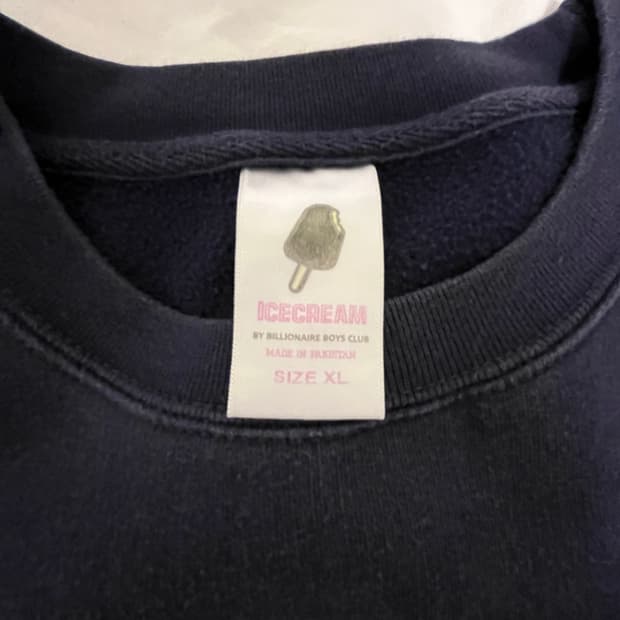 ICECREAM
BY BILLIONAIRE BOYS CLUB
MADE IN PAKISTAN
SIZE XL